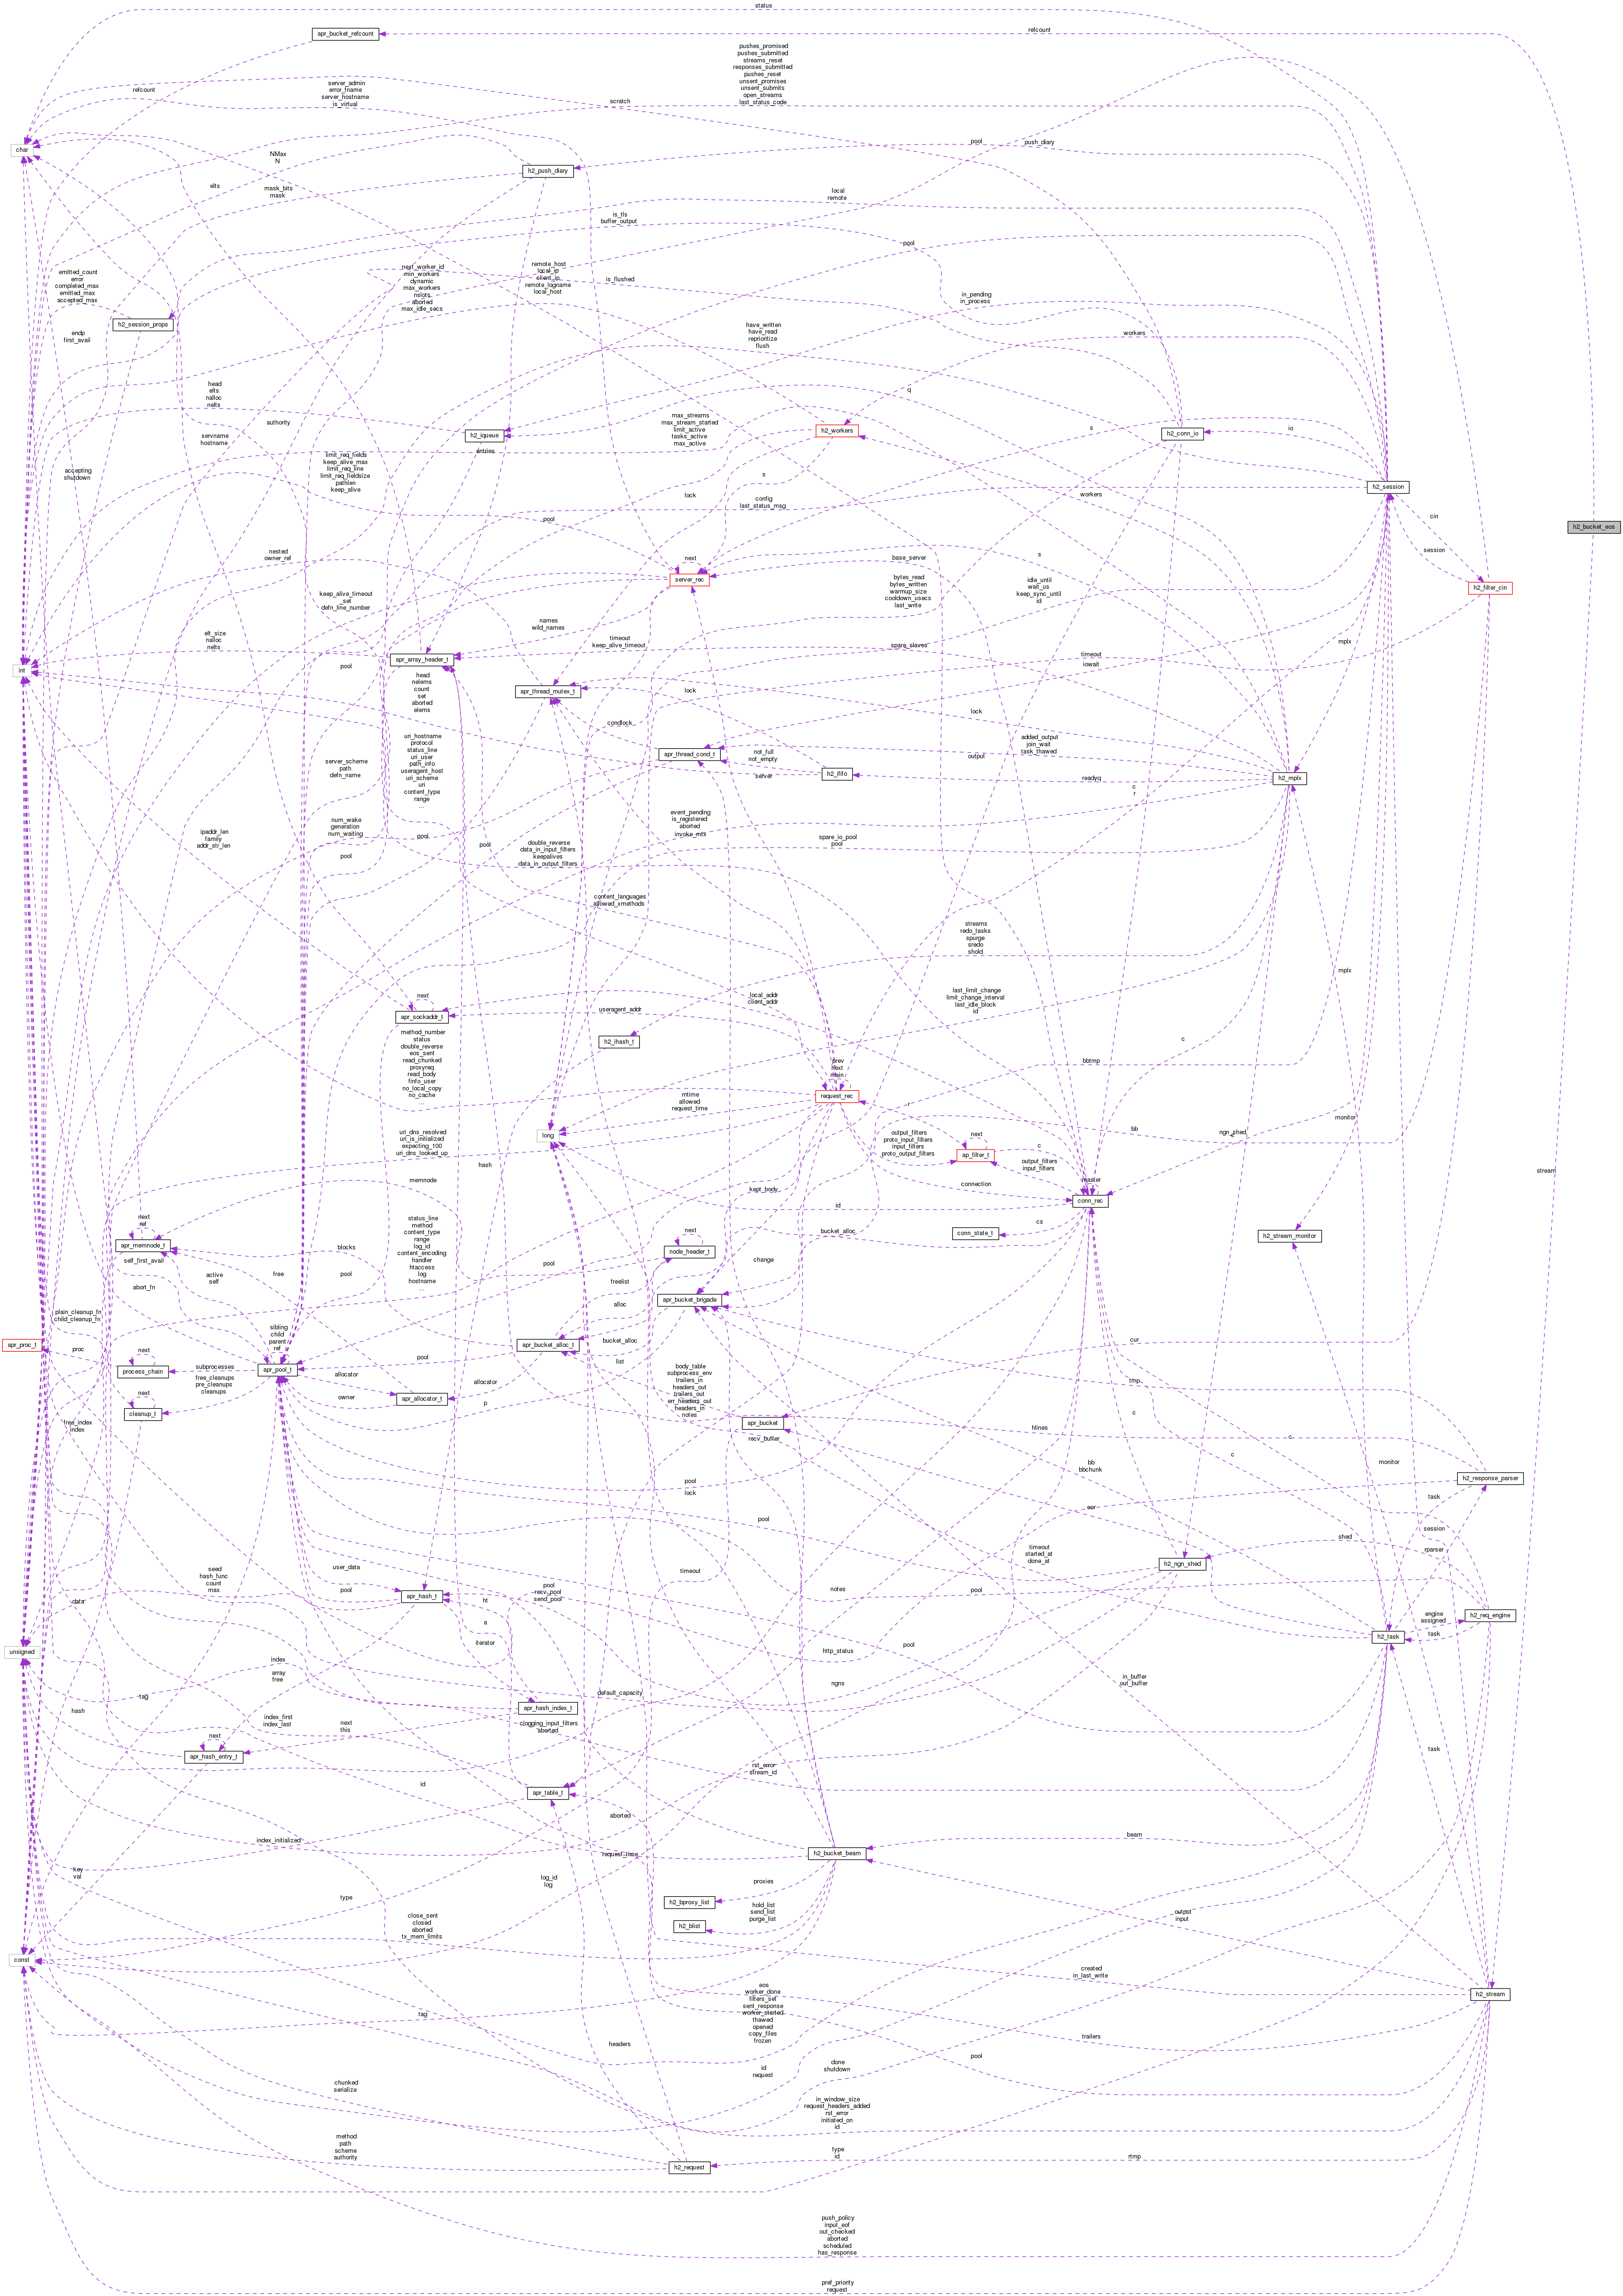 status
apr_bucket_refcount
refcount
pushes_promised
pushes_submitted
streams_reset
responses_submitted
pushes_reset
unsent_promises
unsent_submits
open_streams
last_status_code
refcount
server_admin
error_fname
server_hostname
is_virtual
scratch
char
pool
push_diary
NMax
N
h2_push_diary
elts
mask_bits
mask
local
remote
is_tls
buffer_output
pool
emitted_count
error
completed_max
emitted_max
accepted_max
next_worker_id
min_workers
dynamic
max_workers
nslots
aborted
max_idle_secs
remote_host
local_ip
client_ip
remote_logname
local_host
is_flushed
in_pending
in_process
h2_session_props
endp
first_avail
have_written
have_read
reprioritize
flush
workers
head
elts
nalloc
nelts
q
servname
hostname
authority
h2_iqueue
entries
max_streams
max_stream_started
limit_active
tasks_active
max_active
h2_workers
s
h2_conn_io
io
accepting
shutdown
limit_req_fields
keep_alive_max
limit_req_line
limit_req_fieldsize
pathlen
keep_alive
s
lock
config
last_status_msg
workers
h2_session
pool
cin
h2_bucket_eos
nested
owner_ref
next
server_rec
base_server
s
session
keep_alive_timeout
_set
defn_line_number
bytes_read
bytes_written
warmup_size
cooldown_usecs
last_write
idle_until
wait_us
keep_sync_until
id
h2_filter_cin
names
wild_names
elt_size
nalloc
nelts
timeout
keep_alive_timeout
spare_slaves
mplx
int
pool
apr_array_header_t
timeout
iowait
apr_thread_mutex_t
lock
head
nelems
count
set
aborted
elems
lock
condlock
uri_hostname
protocol
status_line
uri_user
path_info
useragent_host
uri_scheme
uri
content_type
range
...
server_scheme
path
defn_name
apr_thread_cond_t
not_full
not_empty
server
h2_ififo
added_output
join_wait
task_thawed
output
readyq
h2_mplx
c
r
num_wake
generation
num_waiting
ipaddr_len
family
addr_str_len
pool
pool
event_pending
is_registered
aborted
invoke_mtx
spare_io_pool
pool
double_reverse
data_in_input_filters
keepalives
data_in_output_filters
pool
content_languages
allowed_xmethods
streams
redo_tasks
spurge
sredo
shold
mplx
next
apr_sockaddr_t
local_addr
client_addr
useragent_addr
last_limit_change
limit_change_interval
last_idle_block
id
method_number
status
double_reverse
eos_sent
read_chunked
proxyreq
read_body
finfo_user
no_local_copy
no_cache
...
h2_ihash_t
c
prev
next
main
bbtmp
request_rec
mtime
allowed
request_time
monitor
long
ngn_shed
bb
uri_dns_resolved
uri_is_initialized
expecting_100
uri_dns_looked_up
output_filters
proto_input_filters
input_filters
proto_output_filters
next
ap_filter_t
c
output_filters
input_filters
hash
memnode
kept_body
connection
master
conn_rec
stream
id
next
ref
status_line
method
content_type
range
log_id
content_encoding
handler
htaccess
log
hostname
...
bucket_alloc
cs
conn_state_t
h2_stream_monitor
apr_memnode_t
blocks
next
node_header_t
self_first_avail
active
self
free
pool
pool
change
abort_fn
freelist
apr_bucket_brigade
alloc
plain_cleanup_fn
child_cleanup_fn
sibling
child
parent
ref
apr_proc_t
proc
next
process_chain
subprocesses
apr_pool_t
pool
apr_bucket_alloc_t
bucket_alloc
cur
list
free_cleanups
pre_cleanups
cleanups
allocator
owner
apr_allocator_t
allocator
body_table
subprocess_env
trailers_in
headers_out
trailers_out
err_headers_out
headers_in
notes
tmp
next
cleanup_t
p
free_index
index
apr_bucket
hlines
c
recv_buffer
c
bb
bbchunk
monitor
h2_response_parser
pool
lock
eor
task
pool
shed
session
rparser
timeout
started_at
done_at
seed
hash_func
count
max
user_data
timeout
h2_ngn_shed
pool
recv_pool
send_pool
notes
pool
data
pool
apr_hash_t
ht
a
iterator
engine
assigned
h2_req_engine
h2_task
task
unsigned
http_status
pool
index
array
free
ngns
in_buffer
out_buffer
tag
default_capacity
hash
index_first
index_last
next
this
apr_hash_index_t
clogging_input_filters
aborted
next
apr_hash_entry_t
task
rst_error
stream_id
id
apr_table_t
aborted
beam
index_initialized
request_time
h2_bucket_beam
key
val
log_id
log
proxies
type
h2_bproxy_list
close_sent
closed
aborted
tx_mem_limits
hold_list
send_list
purge_list
output
input
h2_blist
const
created
in_last_write
tag
eos
worker_done
filters_set
sent_response
worker_started
thawed
opened
copy_files
frozen
h2_stream
headers
trailers
id
request
done
shutdown
pool
chunked
serialize
in_window_size
request_headers_added
rst_error
initiated_on
id
method
path
scheme
authority
type
id
rtmp
h2_request
push_policy
input_eof
out_checked
aborted
scheduled
has_response
pref_priority
request